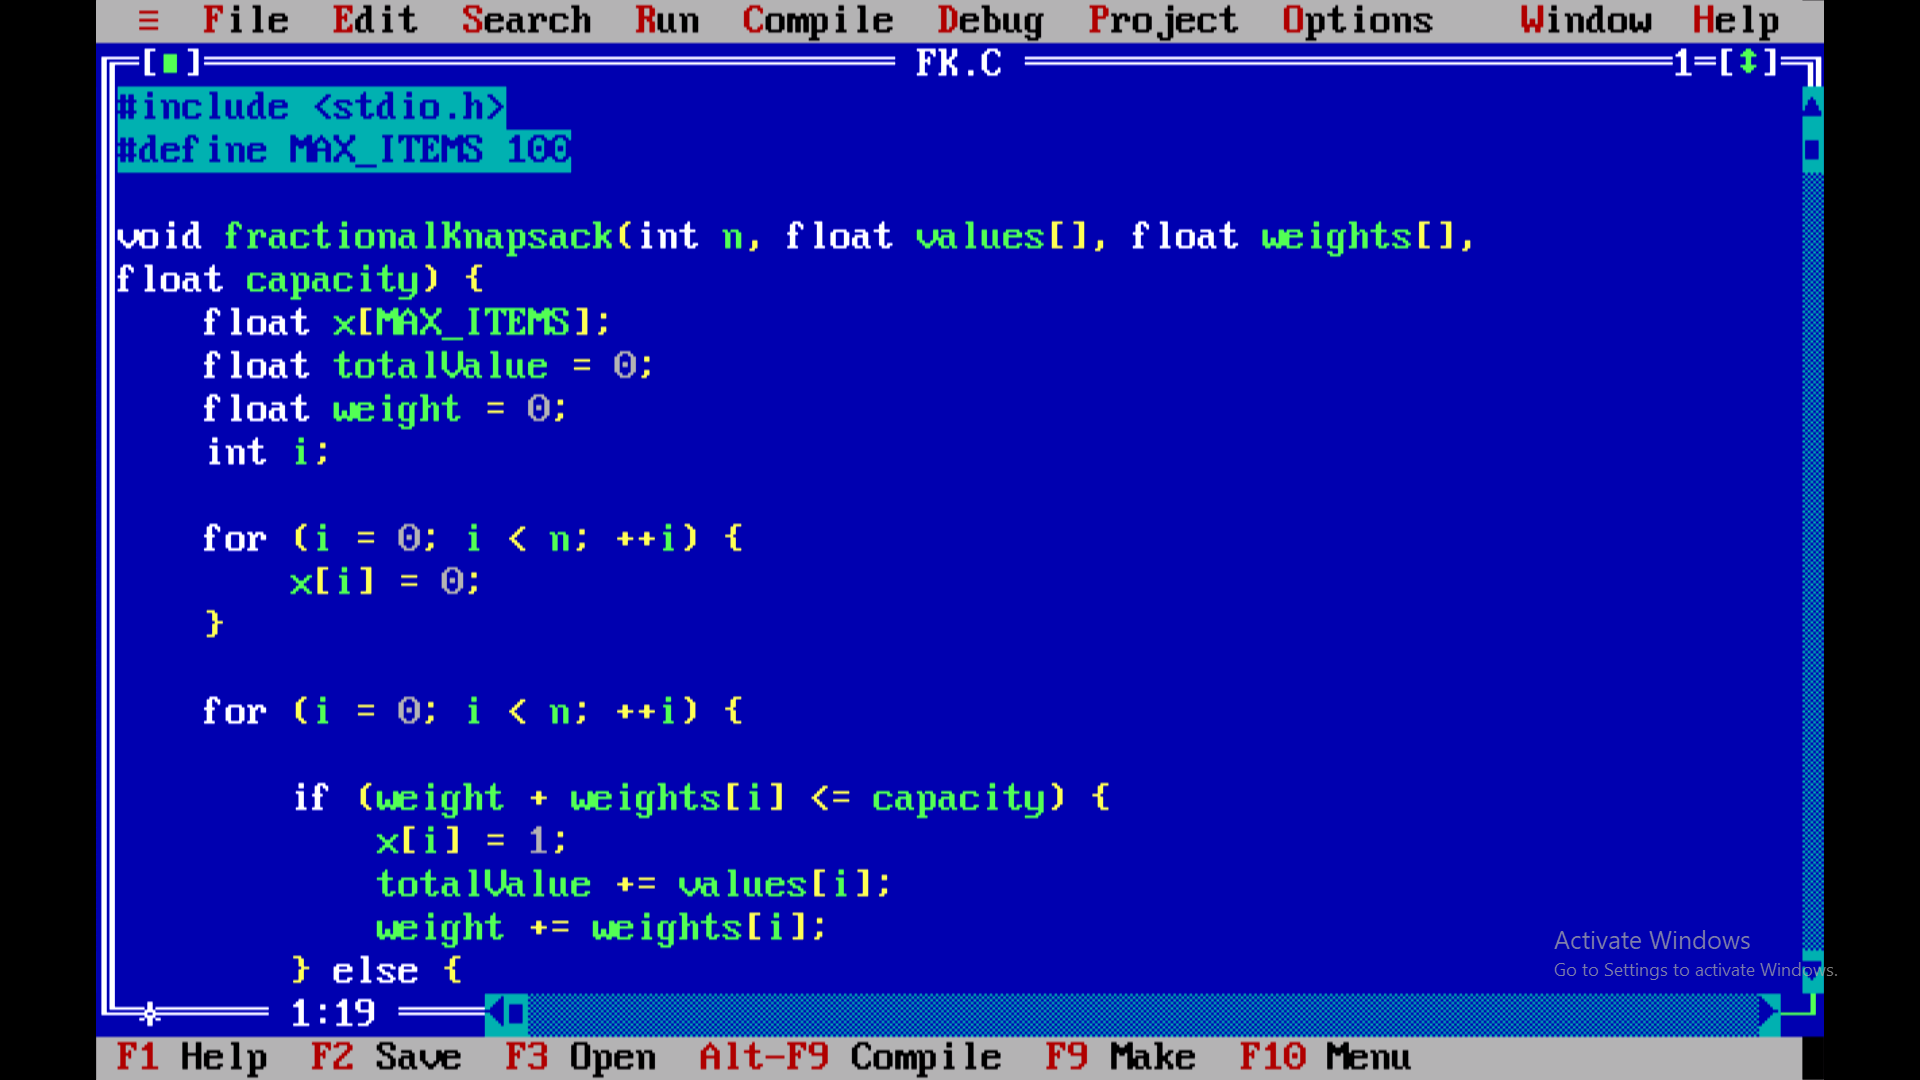 ≡ File Edit Search Run Compile Debug Project Options Window Help
[■] FK.C 1=[↕]
#include <stdio.h>
#define MAX_ITEMS 100
void fractionalKnapsack(int n, float values[], float weights[],
float capacity) {
    float x[MAX_ITEMS];
    float totalValue = 0;
    float weight = 0;
    int i;
    for (i = 0; i < n; ++i) {
        x[i] = 0;
    }
    for (i = 0; i < n; ++i) {
        if (weight + weights[i] <= capacity) {
            x[i] = 1;
            totalValue += values[i];
            weight += weights[i];
        } else {
Activate Windows
Go to Settings to activate Windows.
1:19
F1 Help F2 Save F3 Open Alt-F9 Compile F9 Make F10 Menu